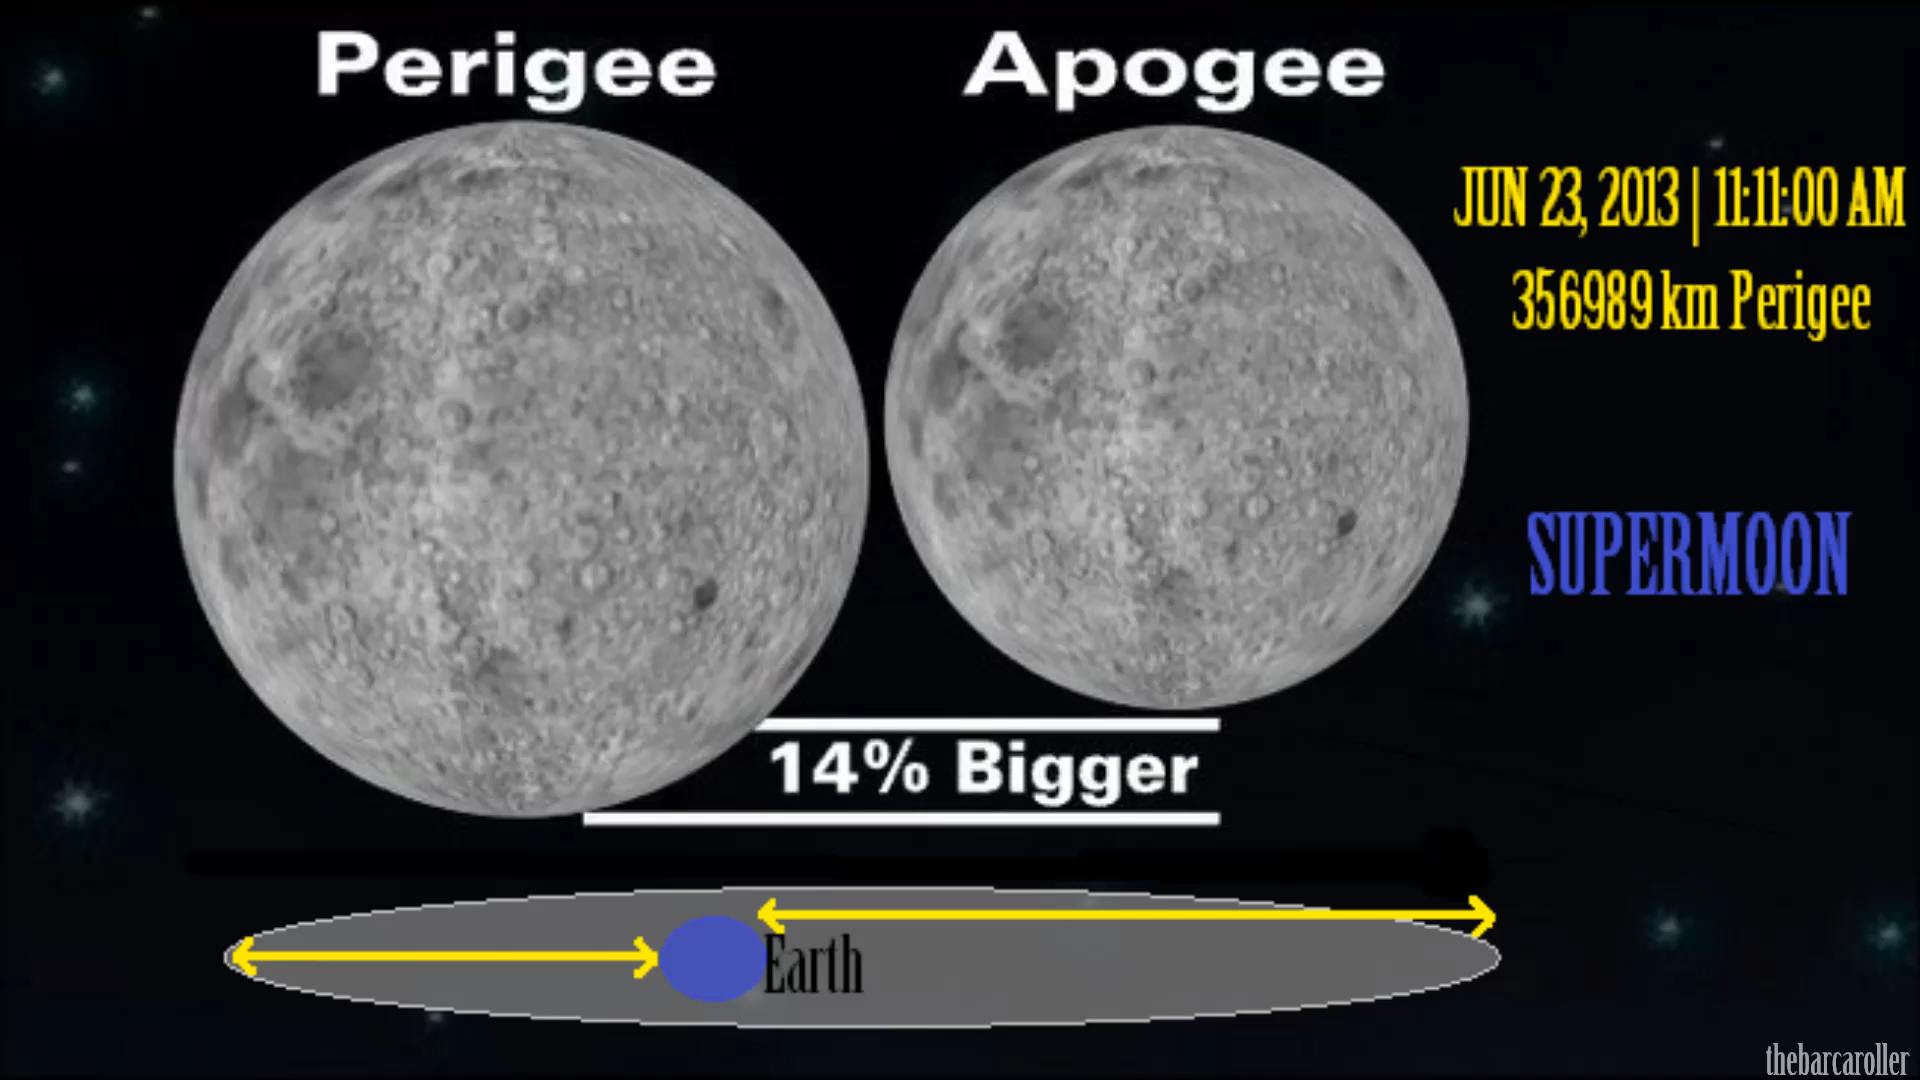 Perigee
Apogee
JUN 23, 2013 | 11:11:00 AM
356989 km Perigee
SUPERMOON
14% Bigger
Earth
thebarcaroller